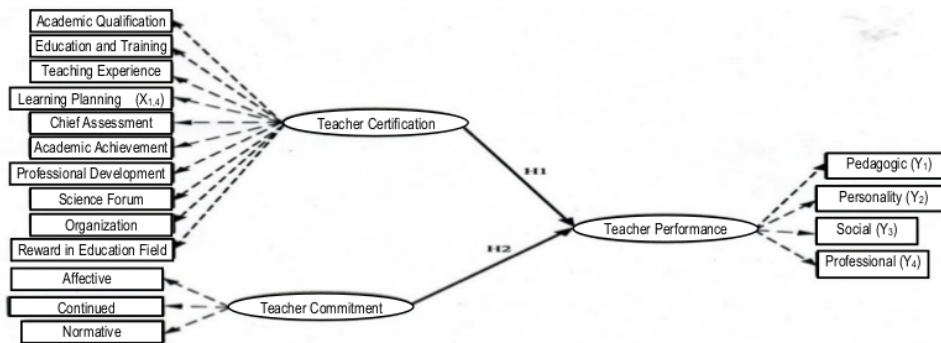 Academic Qualification
Education and Training
Teaching Experience
Learning Planning (X1,4)
Chief Assessment
Academic Achievement
Professional Development
Science Forum
Organization
Reward in Education Field
Affective
Continued
Normative
Teacher Certification
Teacher Commitment
H1
H2
Teacher Performance
Pedagogic (Y1)
Personality (Y2)
Social (Y3)
Professional (Y4)